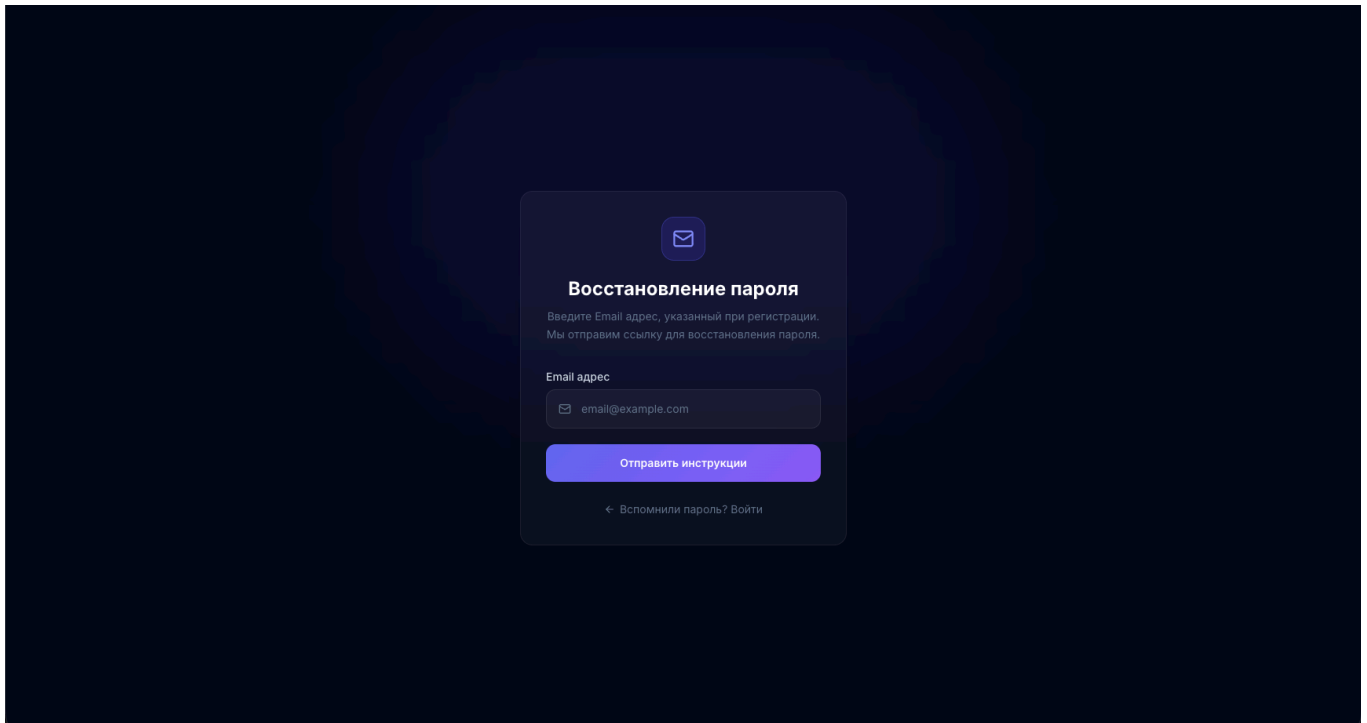 Восстановление пароля
Введите Email адрес, указанный при регистрации.
Мы отправим ссылку для восстановления пароля.
Email адрес
email@example.com
Отправить инструкции
← Вспомнили пароль? Войти